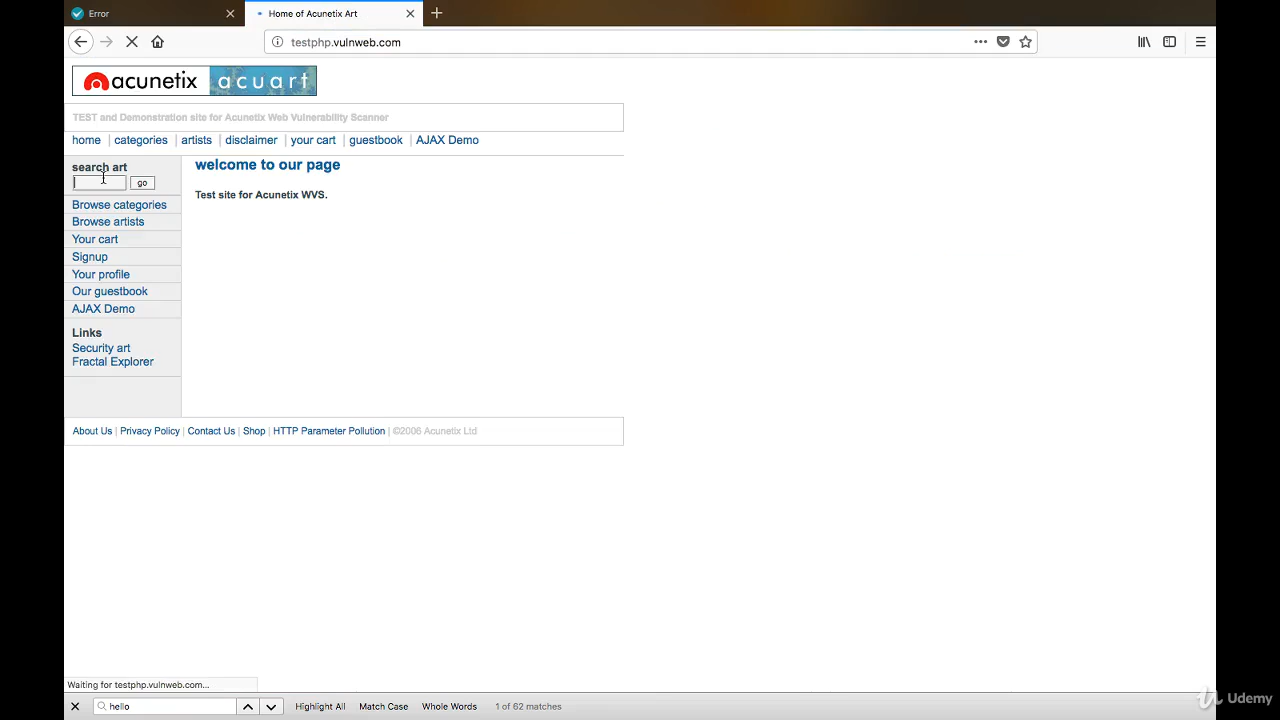 Error
Home of Acunetix Art
testphp.vulnweb.com
acunetix acuart
TEST and Demonstration site for Acunetix Web Vulnerability Scanner
home | categories | artists | disclaimer | your cart | guestbook | AJAX Demo
search art
go
Browse categories
Browse artists
Your cart
Signup
Your profile
Our guestbook
AJAX Demo
Links
Security art
Fractal Explorer
welcome to our page
Test site for Acunetix WVS.
About Us | Privacy Policy | Contact Us | Shop | HTTP Parameter Pollution | ©2006 Acunetix Ltd
Waiting for testphp.vulnweb.com...
hello Highlight All Match Case Whole Words 1 of 62 matches
Udemy